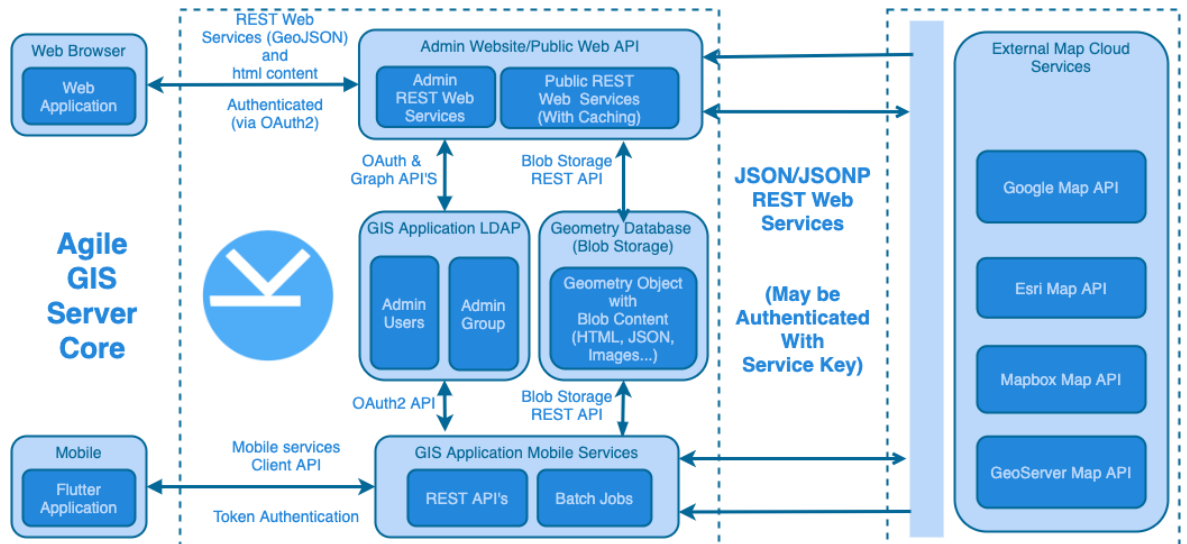 REST Web
Services (GeoJSON)
and
html content
Authenticated
(via OAuth2)
Web Browser
Web
Application
Admin Website/Public Web API
Admin
REST Web
Services
Public REST
Web Services
(With Caching)
External Map Cloud
Services
Google Map API
Esri Map API
Mapbox Map API
GeoServer Map API
OAuth &
Graph API'S
Blob Storage
REST API
JSON/JSONP
REST Web
Services
(May be
Authenticated
With
Service Key)
Agile
GIS
Server
Core
GIS Application LDAP
Admin
Users
Admin
Group
Geometry Database
(Blob Storage)
Geometry Object
with
Blob Content
(HTML, JSON,
Images...)
OAuth2 API
Blob Storage
REST API
Mobile
Flutter
Application
Mobile services
Client API
Token Authentication
GIS Application Mobile Services
REST API's
Batch Jobs